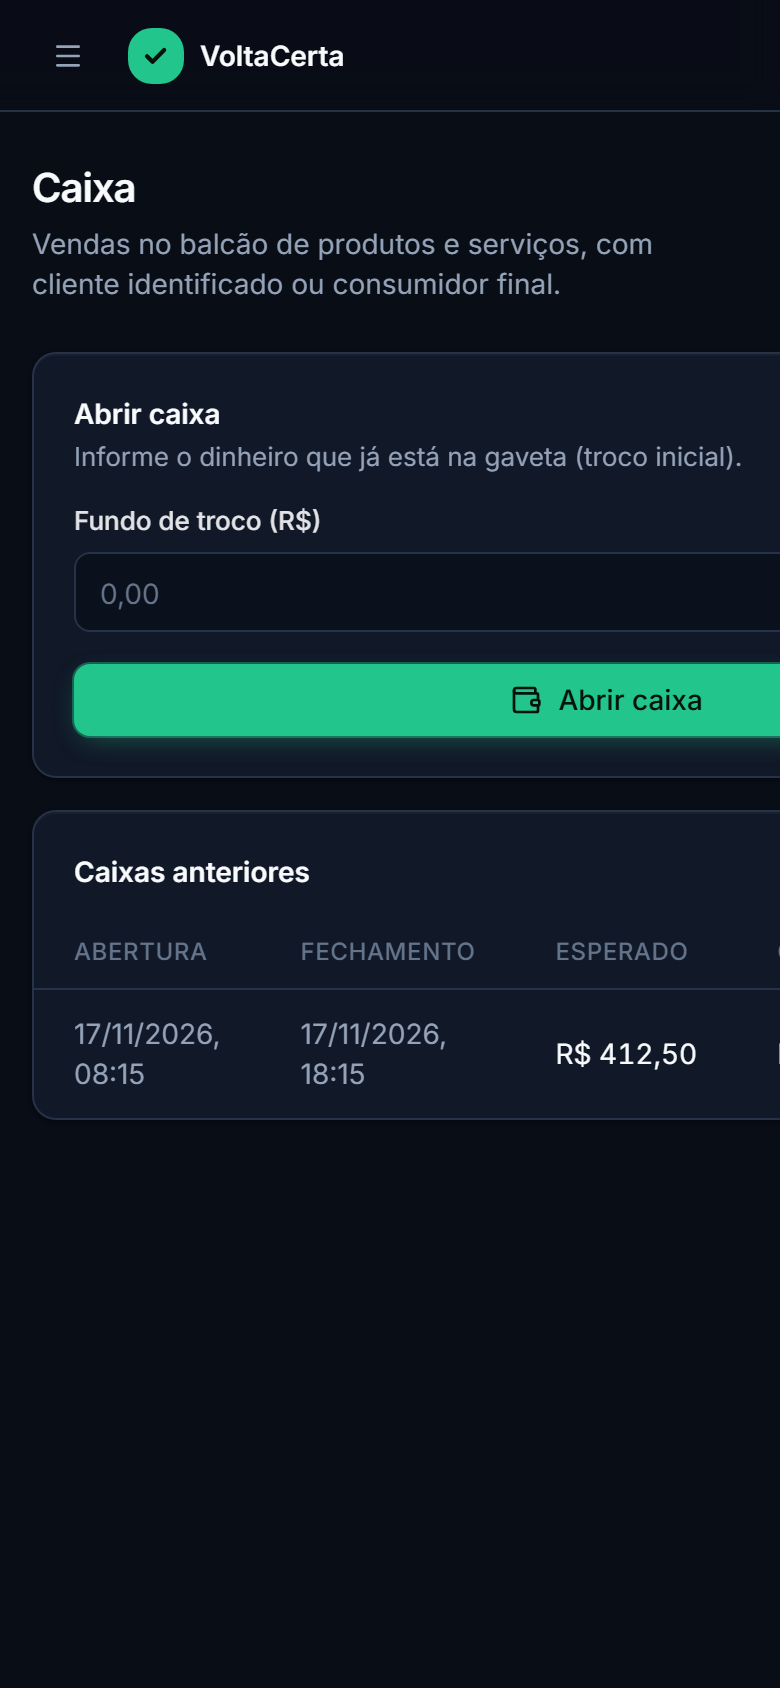 VoltaCerta
Caixa
Vendas no balcão de produtos e serviços, com
cliente identificado ou consumidor final.
Abrir caixa
Informe o dinheiro que já está na gaveta (troco inicial).
Fundo de troco (R$)
0,00
Abrir caixa
Caixas anteriores
ABERTURA FECHAMENTO ESPERADO
17/11/2026, 17/11/2026,
R$ 412,50
08:15 18:15